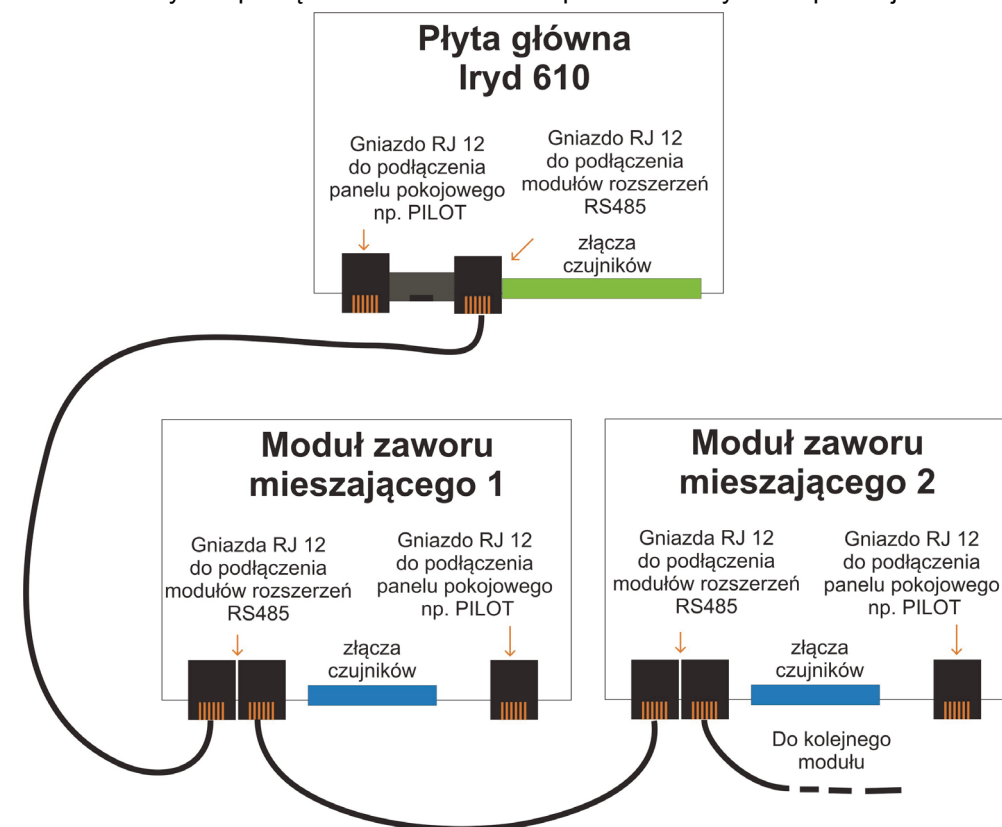 Płyta główna
Iryd 610
Gniazdo RJ 12
do podłączenia
panelu pokojowego
np. PILOT
Gniazdo RJ 12
do podłączenia
modułów rozszerzeń
RS485
złącza
czujników
Moduł zaworu
mieszającego 1
Gniazda RJ 12
do podłączenia
modułów rozszerzeń
RS485
złącza
czujników
Gniazdo RJ 12
do podłączenia
panelu pokojowego
np. PILOT
Moduł zaworu
mieszającego 2
Gniazda RJ 12
do podłączenia
modułów rozszerzeń
RS485
złącza
czujników
Gniazdo RJ 12
do podłączenia
panelu pokojowego
np. PILOT
Do kolejnego
modułu